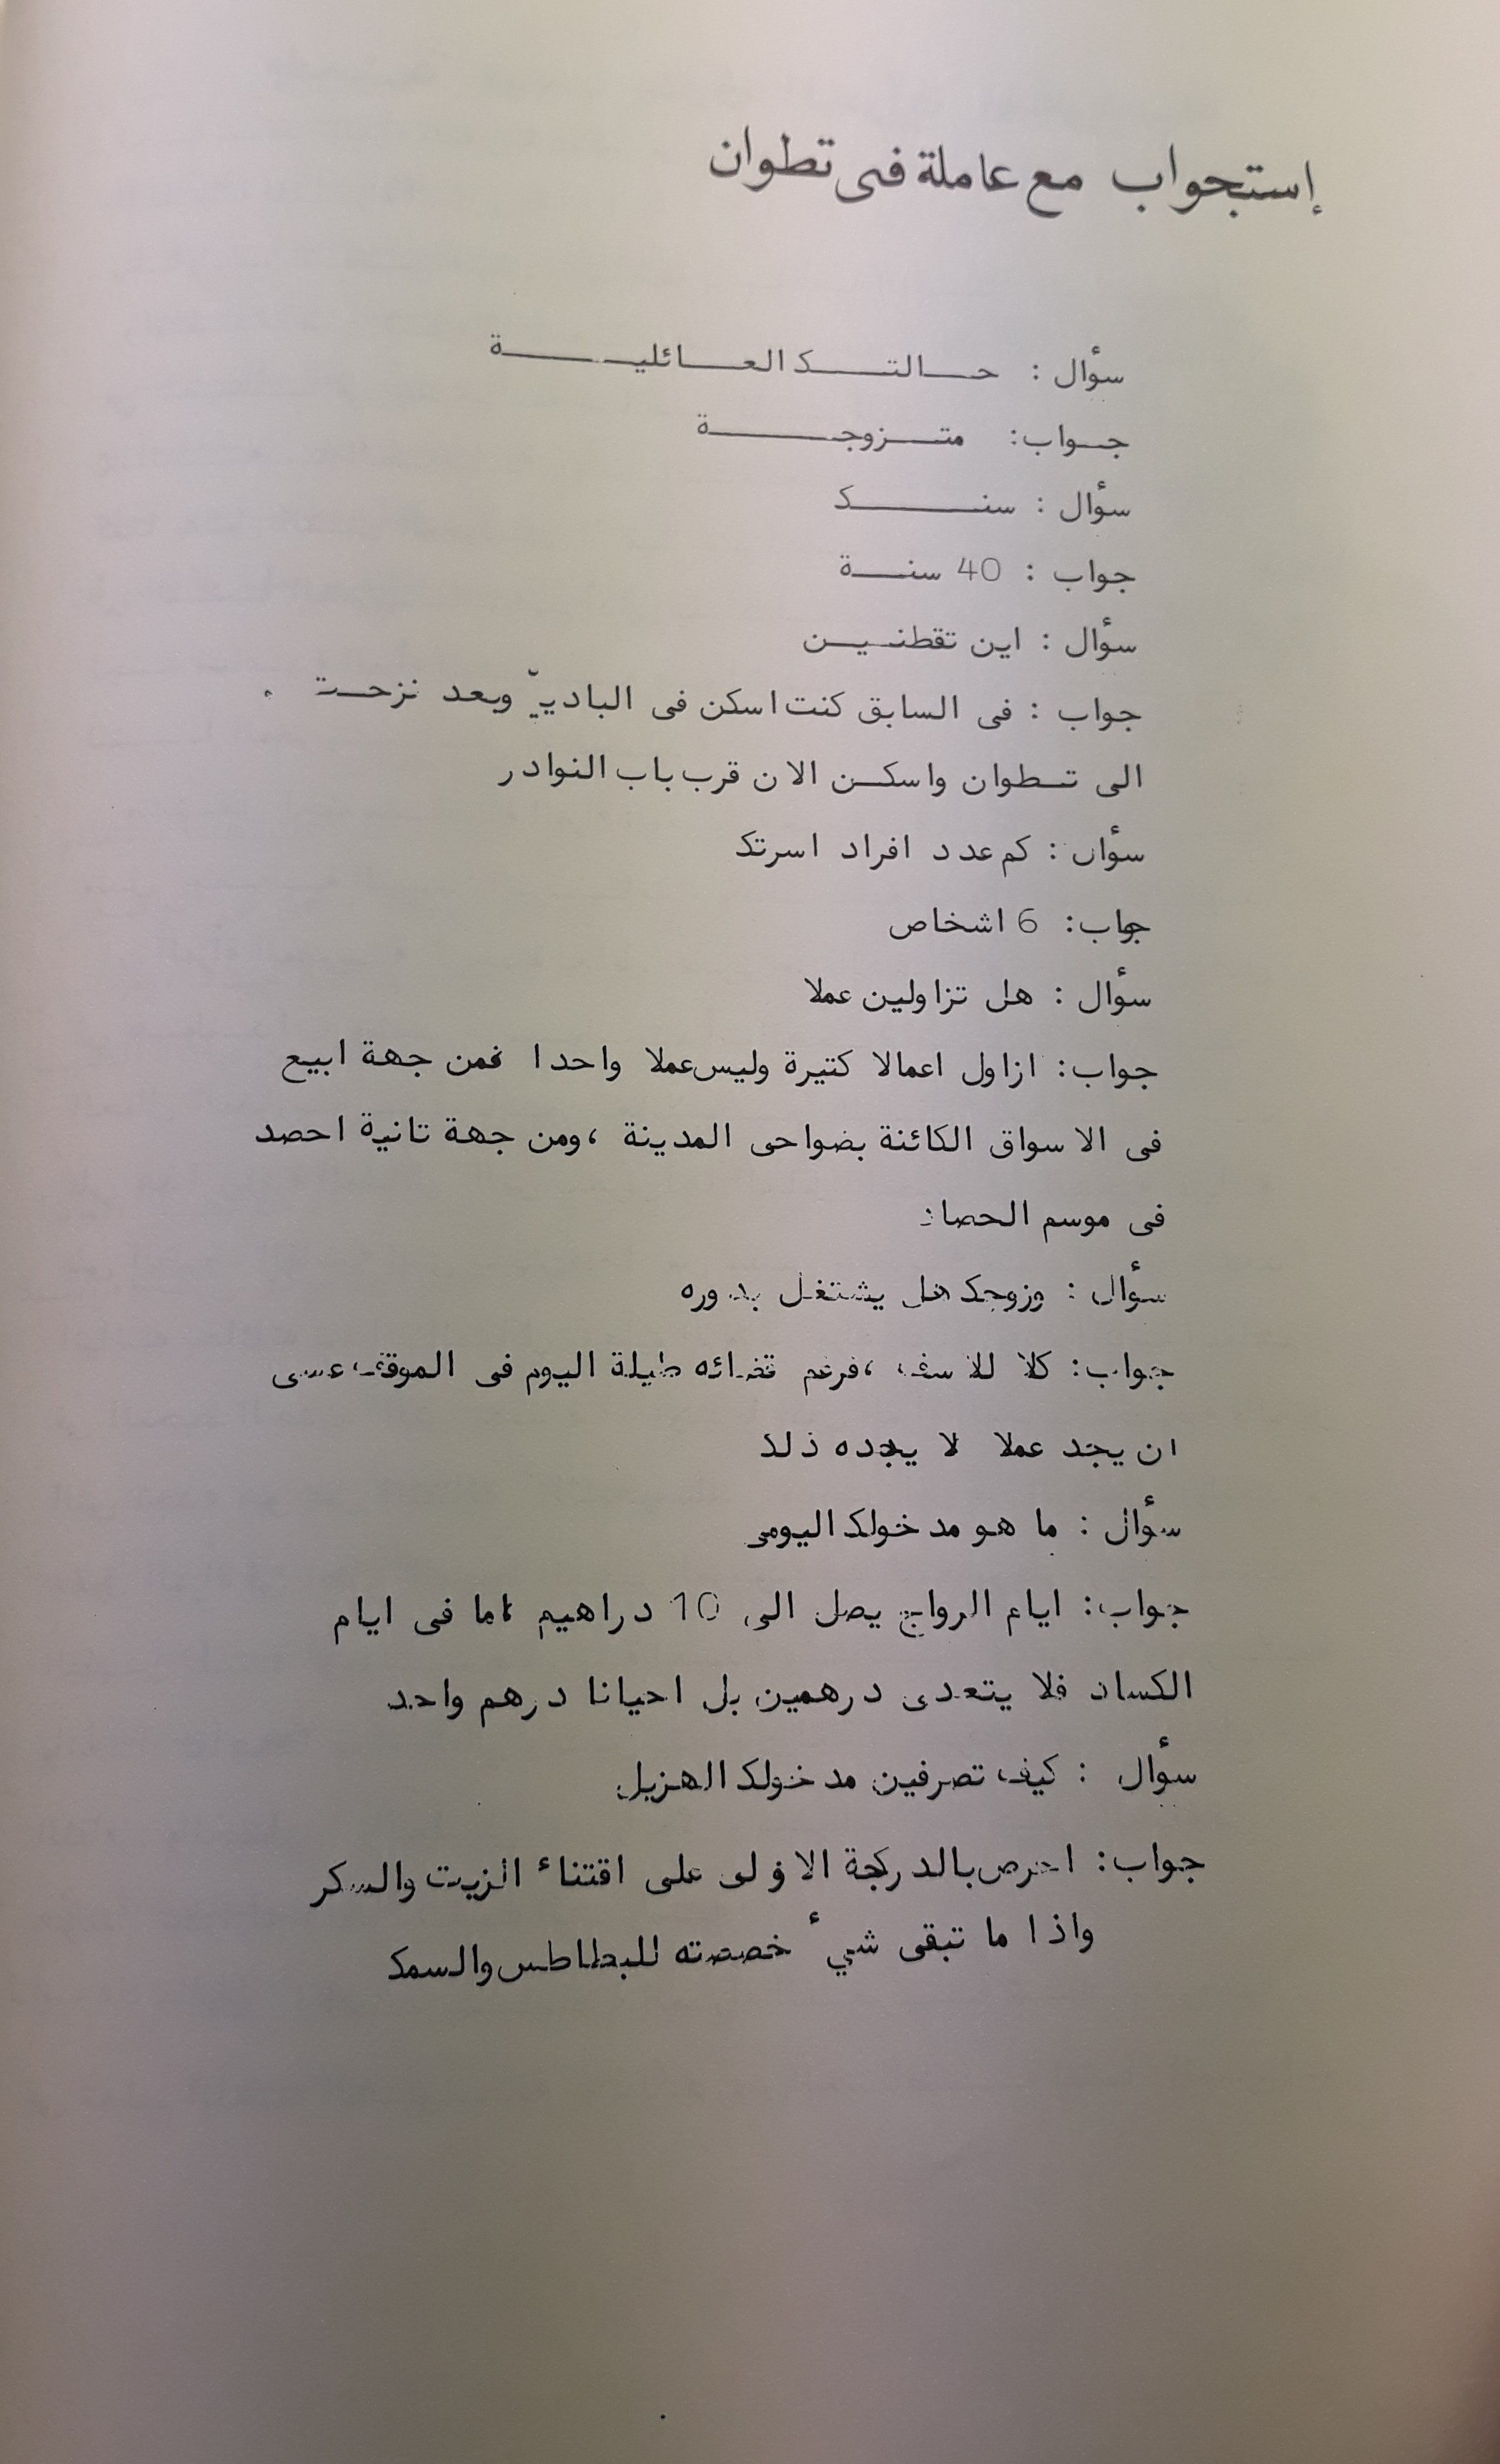 إستجواب مع عاملة فى تطوان
سؤال : حالتك العائلية
جواب: متزوجة
سؤال : سنك
جواب : 40 سنة
سؤال : اين تقطنين
جواب : فى السابق كنت اسكن فى البادية وبعد نزحت
الى تطوان واسكن الان قرب باب النوادر
سؤال : كم عدد افراد اسرتك
جواب: 6 اشخاص
سؤال : هل تزاولين عملا
جواب: ازاول اعمالا كتيرة وليس عملا واحدا فمن جهة ابيع
فى الاسواق الكائنة بضواحى المدينة ، ومن جهة تانية احصد
فى موسم الحصاد
سؤال : وزوجك هل يشتغل بدوره
جواب: كلا للاسف ، فرغم قضائه طيلة اليوم فى الموقف عسى
ان يجد عملا لا يجده ذلك
سؤال : ما هو مدخولك اليومى
جواب: ايام الرواج يصل الى 10 دراهيم اما فى ايام
الكساد فلا يتعدى درهمين بل احيانا درهم واحد
سؤال : كيف تصرفين مدخولك الهزيل
جواب: احرص بالدركجة الاولى على اقتناء الزيت والسكر
واذا ما تبقى شيء خصصته للبطاطس والسمك